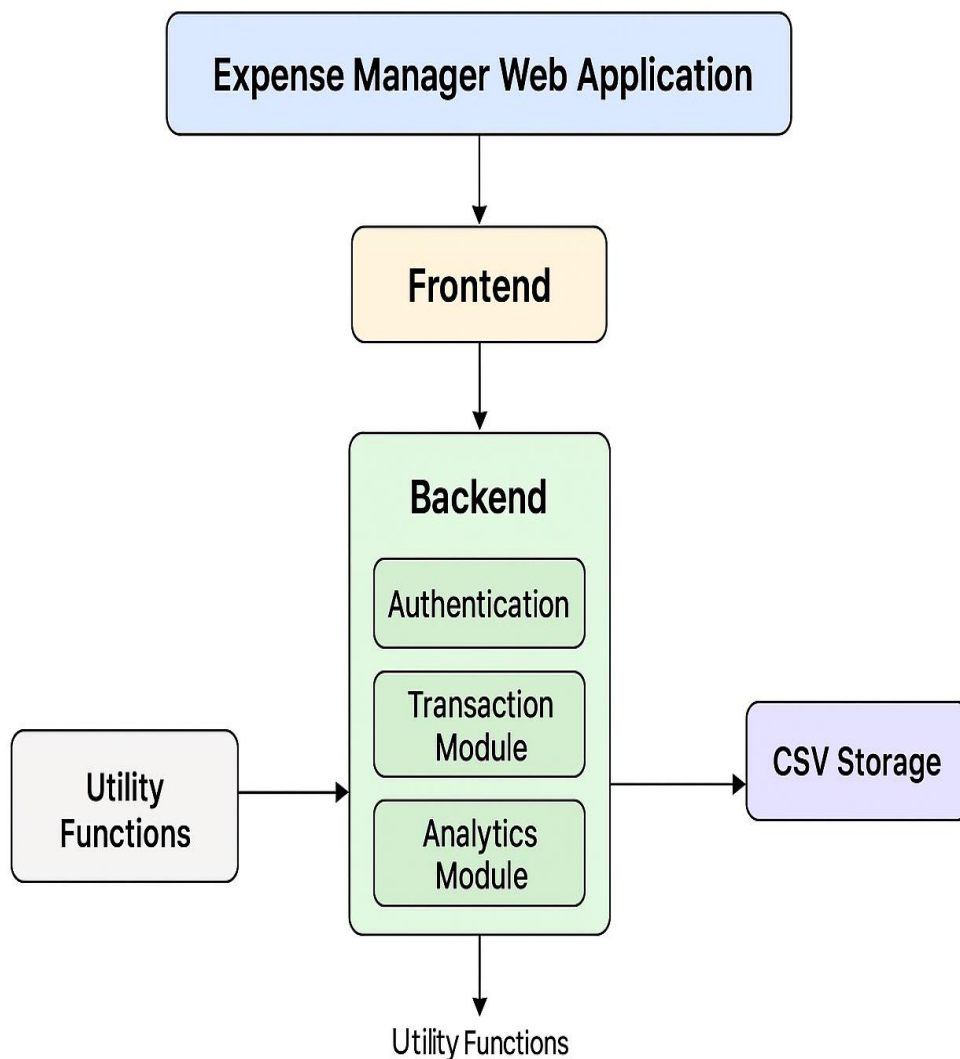 Expense Manager Web Application
Frontend
Backend
Authentication
Transaction
Module
Analytics
Module
Utility
Functions
CSV Storage
Utility Functions